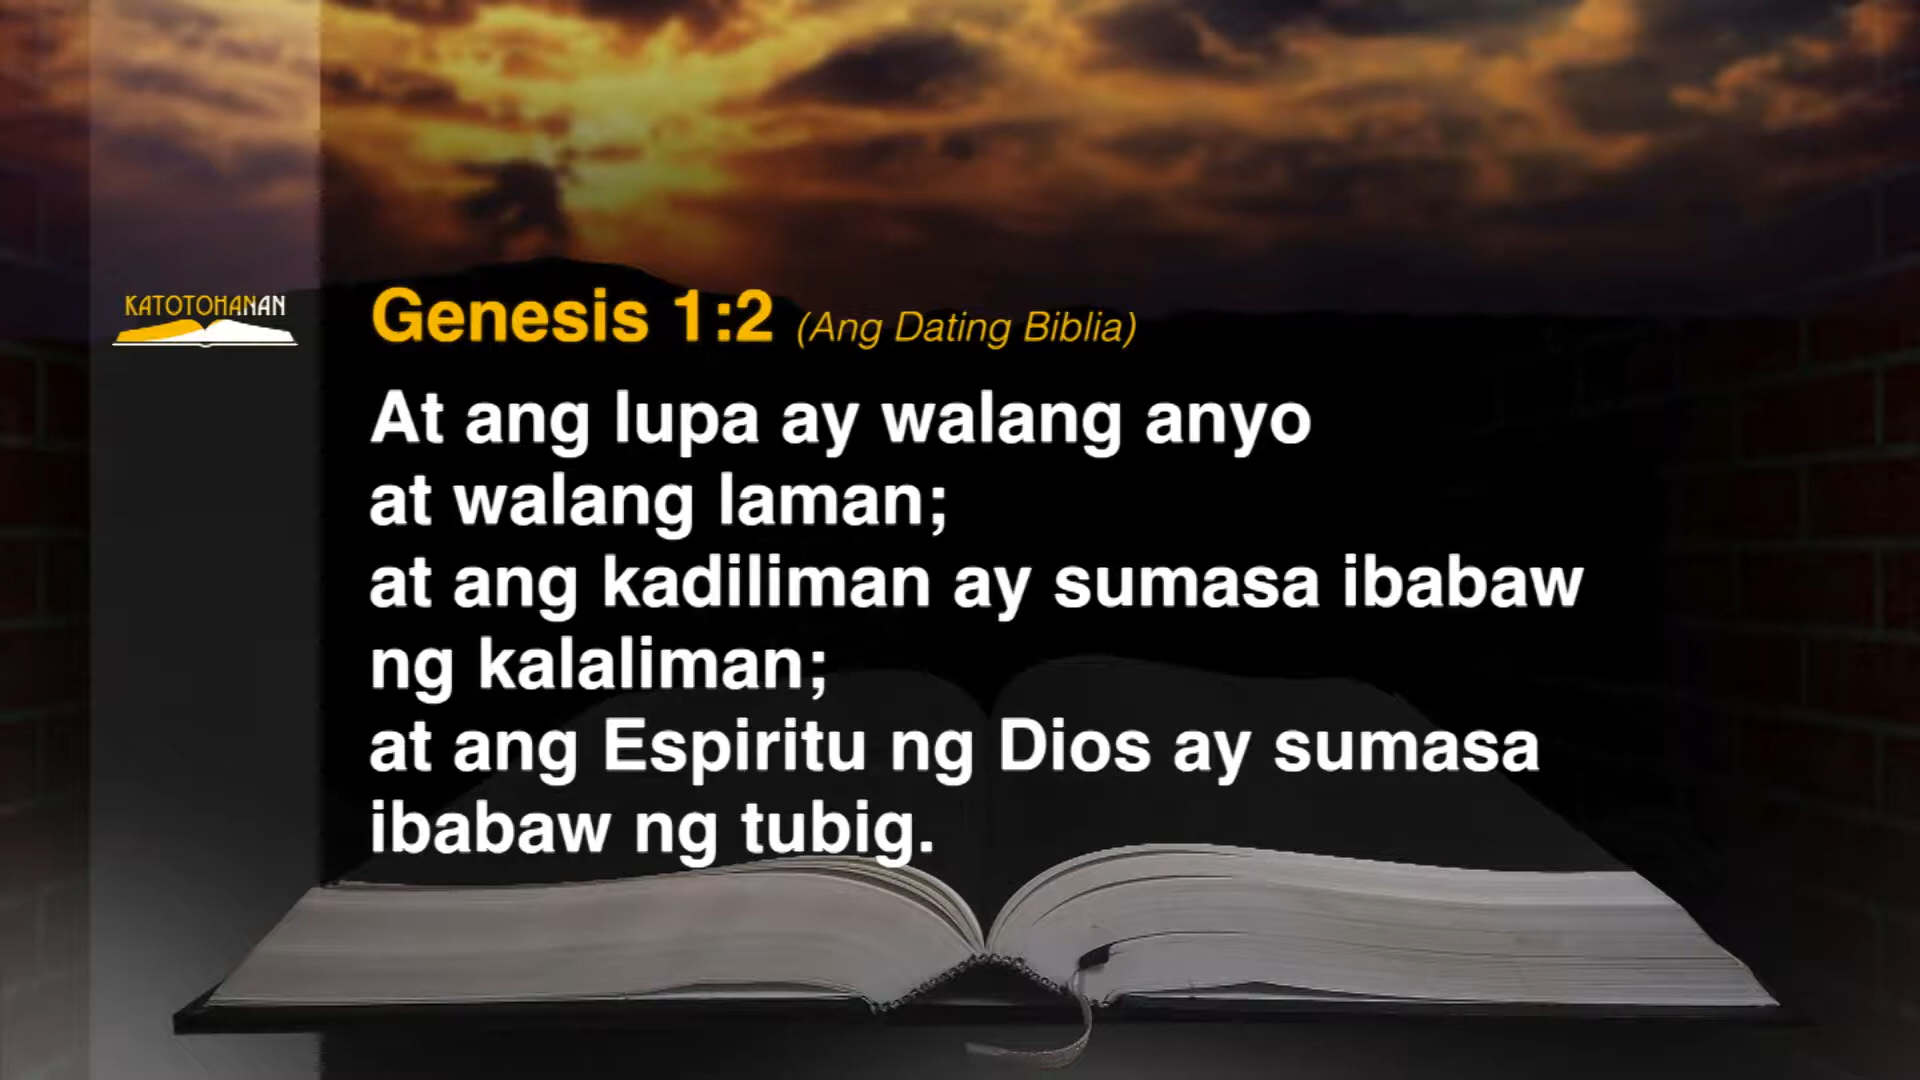 KATOTOHANAN
Genesis 1:2 (Ang Dating Biblia)
At ang lupa ay walang anyo
at walang laman;
at ang kadiliman ay sumasa ibabaw
ng kalaliman;
at ang Espiritu ng Dios ay sumasa
ibabaw ng tubig.